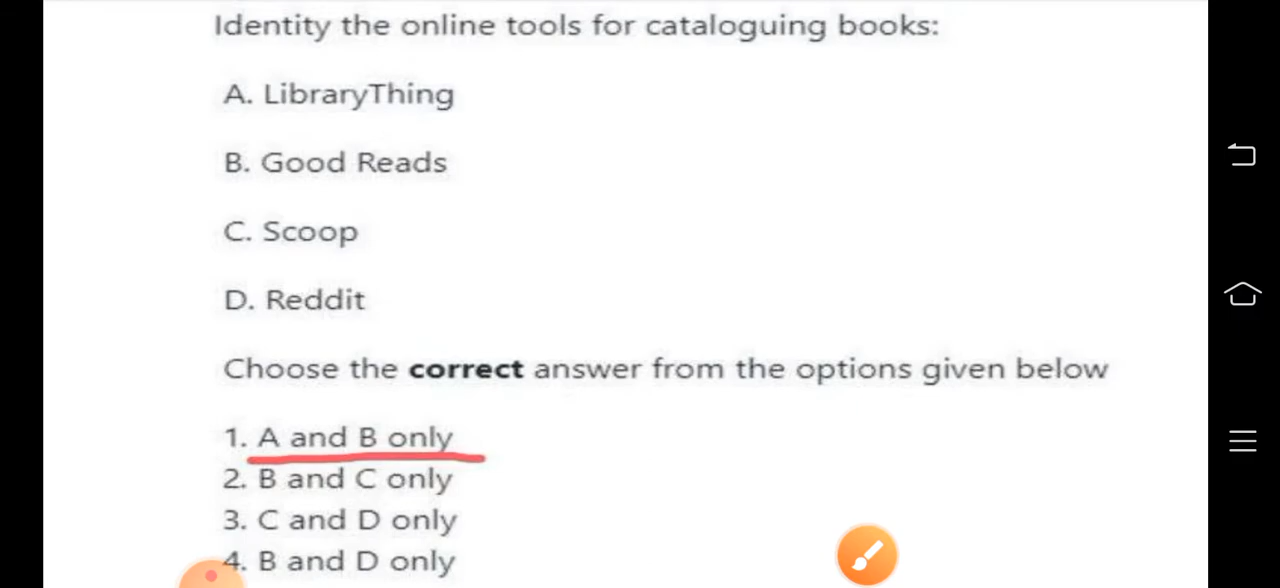 Identity the online tools for cataloguing books:
A. LibraryThing
B. Good Reads
C. Scoop
D. Reddit
Choose the correct answer from the options given below
1. A and B only
2. B and C only
3. C and D only
4. B and D only